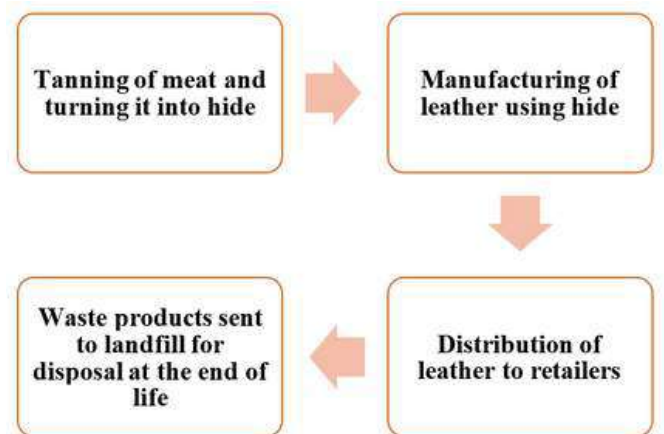 Tanning of meat and
turning it into hide
Manufacturing of
leather using hide
Distribution of
leather to retailers
Waste products sent
to landfill for
disposal at the end of
life